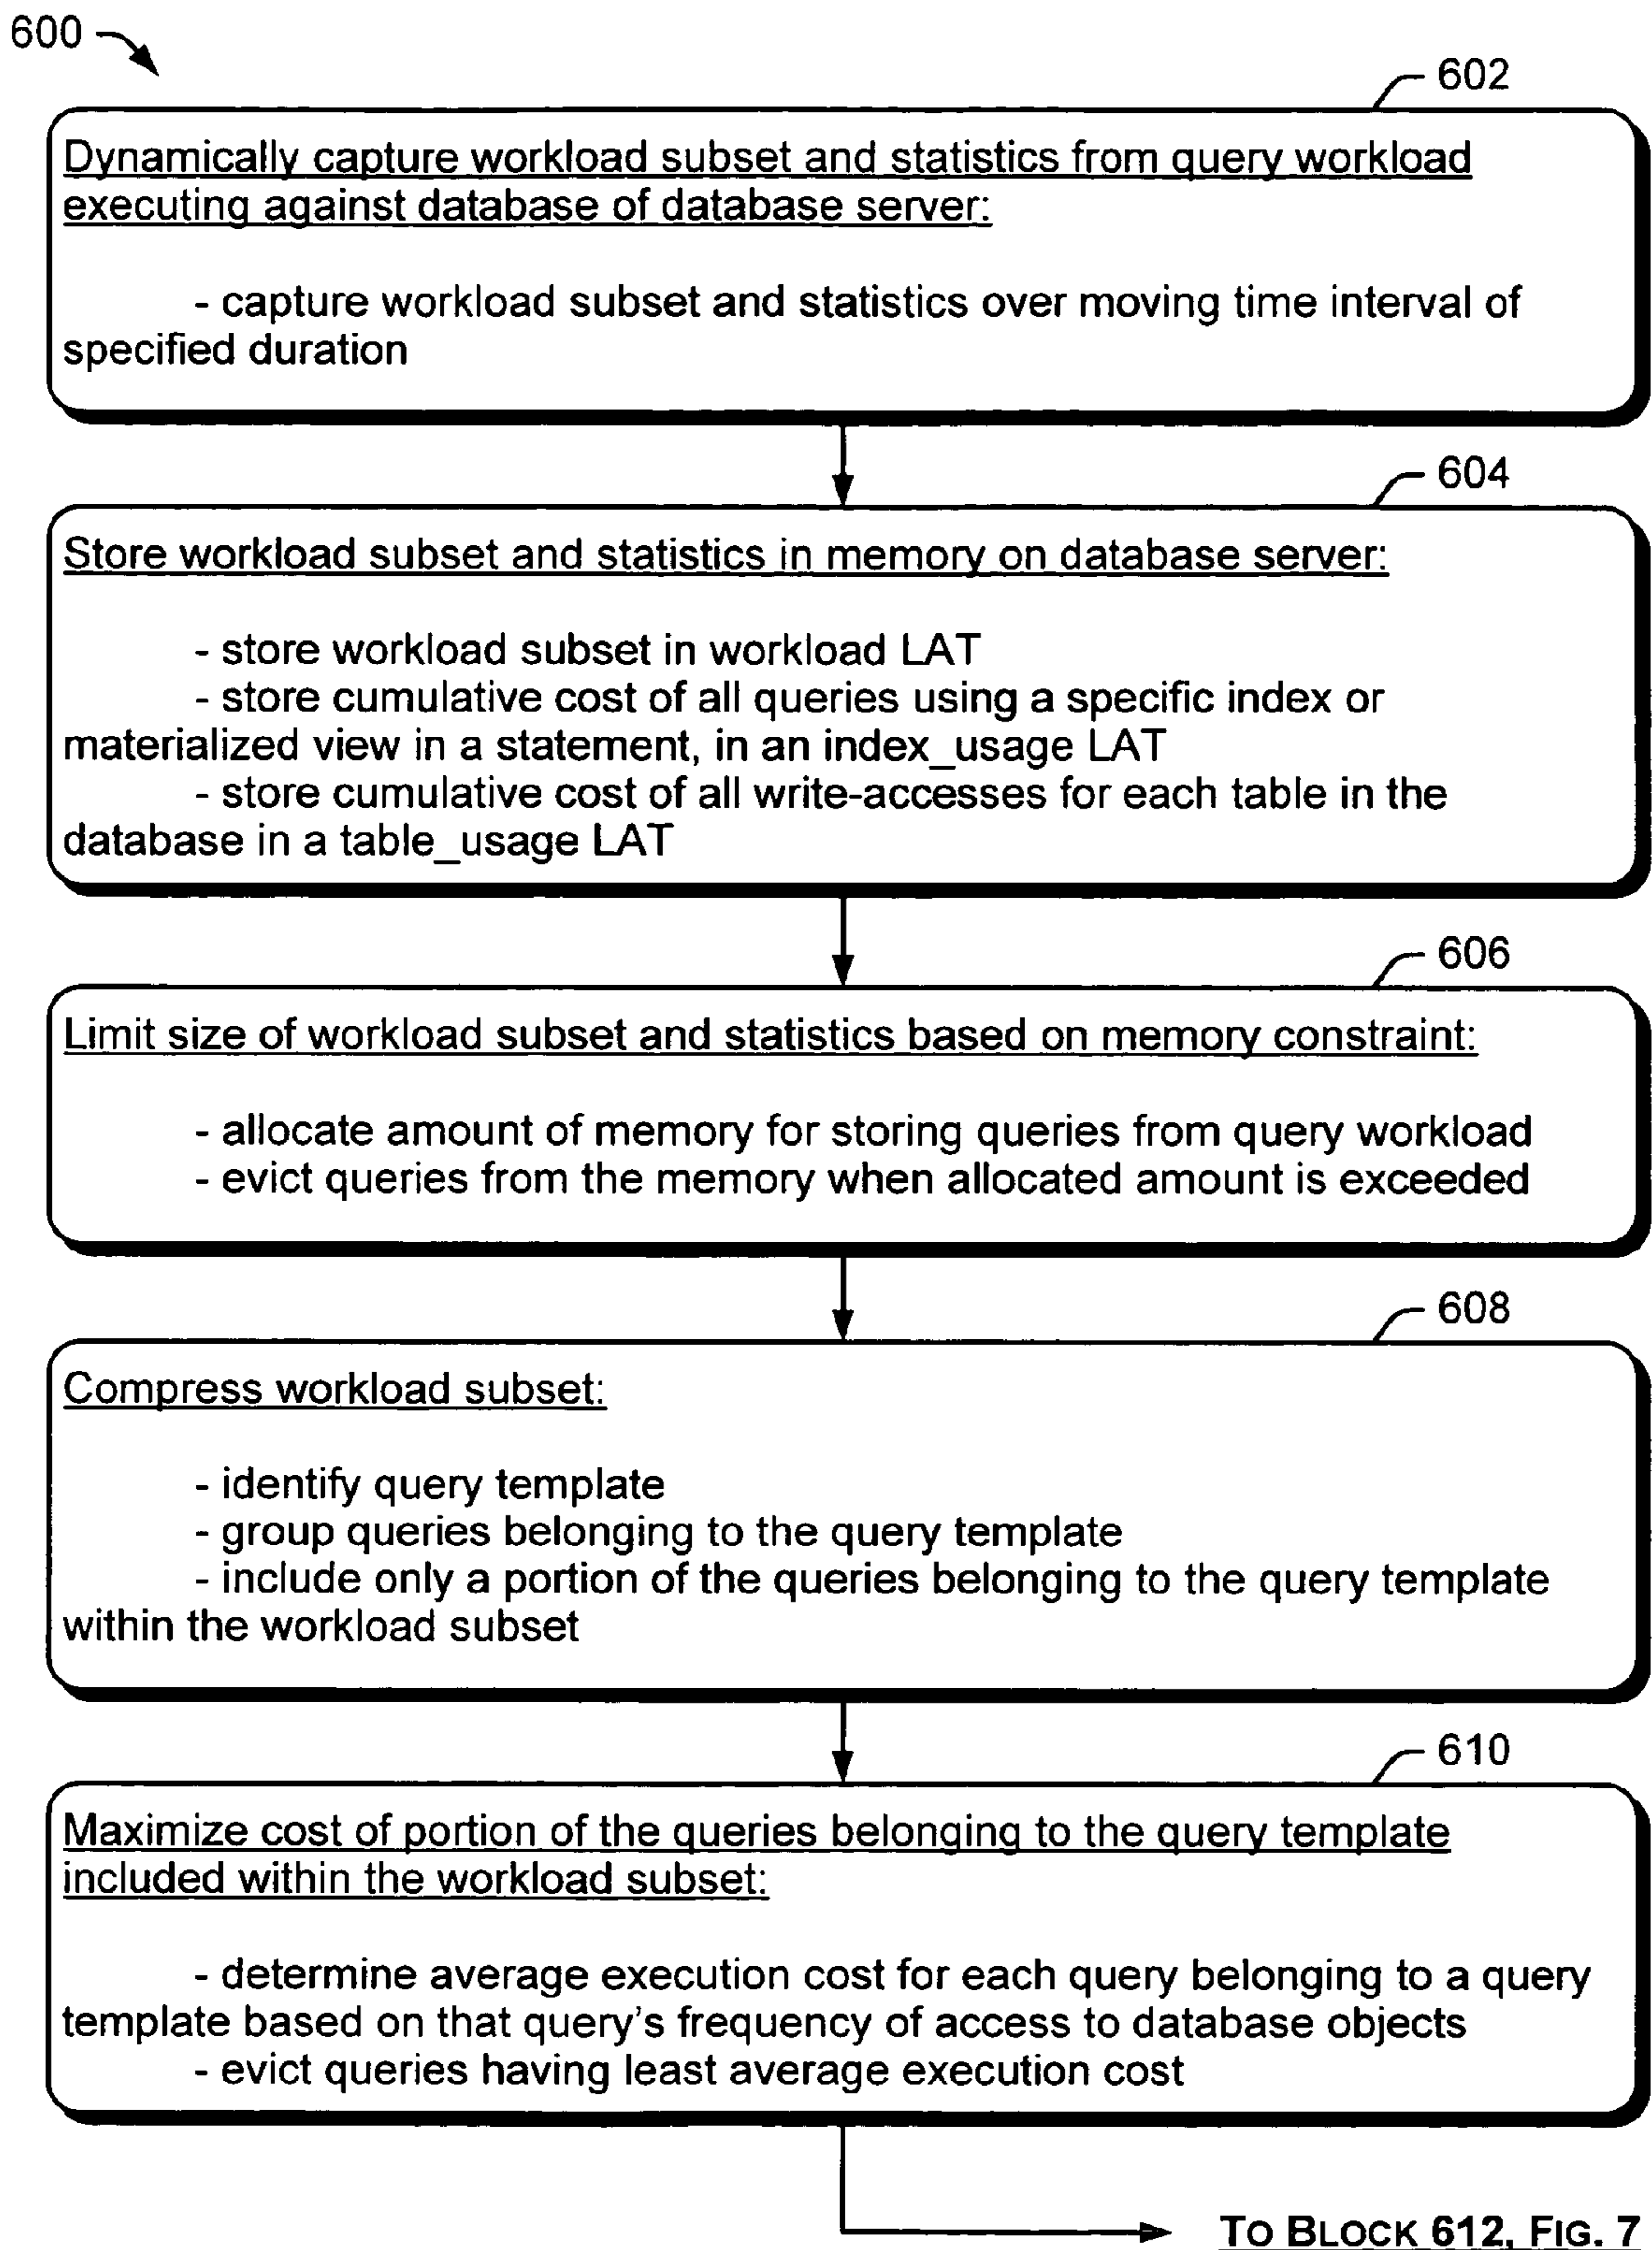 600
602
Dynamically capture workload subset and statistics from query workload
executing against database of database server:
- capture workload subset and statistics over moving time interval of
specified duration
604
Store workload subset and statistics in memory on database server:
- store workload subset in workload LAT
- store cumulative cost of all queries using a specific index or
materialized view in a statement, in an index_usage LAT
- store cumulative cost of all write-accesses for each table in the
database in a table_usage LAT
606
Limit size of workload subset and statistics based on memory constraint:
- allocate amount of memory for storing queries from query workload
- evict queries from the memory when allocated amount is exceeded
608
Compress workload subset:
- identify query template
- group queries belonging to the query template
- include only a portion of the queries belonging to the query template
within the workload subset
610
Maximize cost of portion of the queries belonging to the query template
included within the workload subset:
- determine average execution cost for each query belonging to a query
template based on that query's frequency of access to database objects
- evict queries having least average execution cost
TO BLOCK 612, FIG. 7